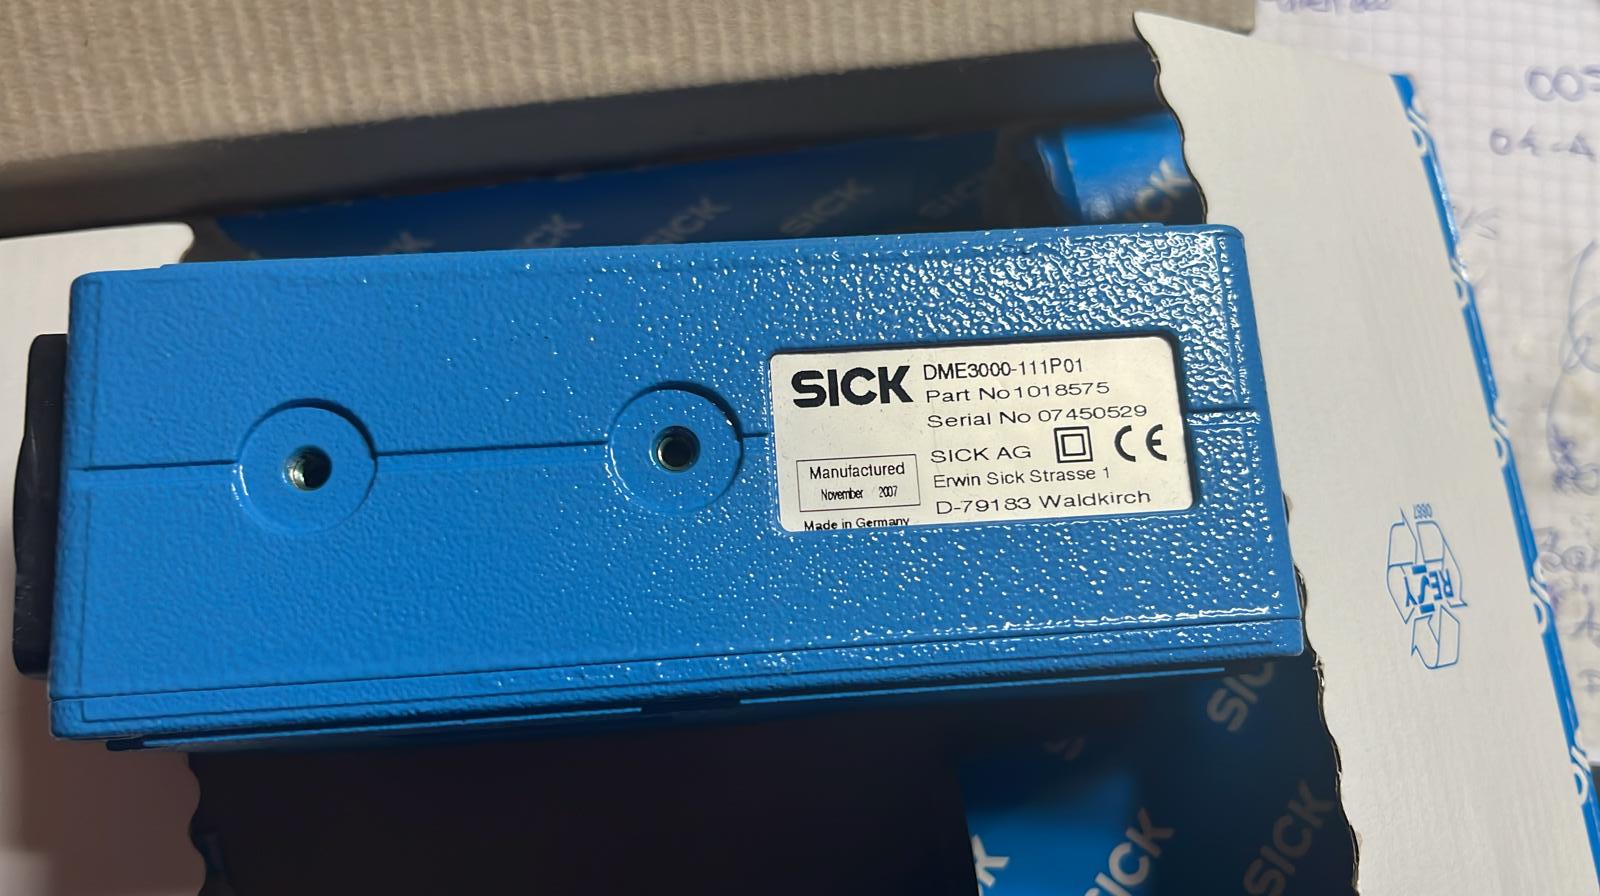 SICK
DME3000-111P01
Part No 1018575
Serial No 07450529
SICK AG
CE
Erwin Sick Strasse 1
D-79183 Waldkirch
Manufactured
November 2007
Made in Germany
SICK
SICK
SICK
SICK
SICK
SICK
RESY